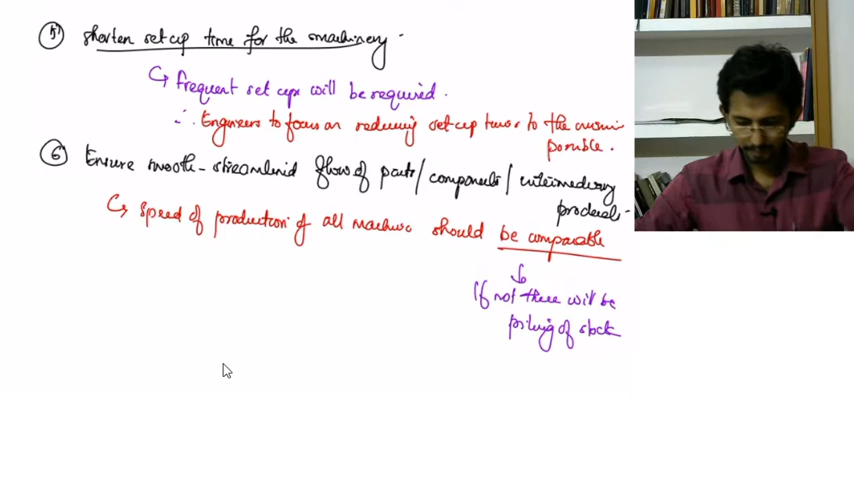 5) Shorten set up time for the machinery.
↳ Frequent set ups will be required.
∴ Engineers to focus on reducing set-up times to the
possible.
6) Ensure smooth-streamlined flow of parts/components/intermediary
products.
↳ Speed of production of all machines should be comparable
↓
If not there will be
piling of stock